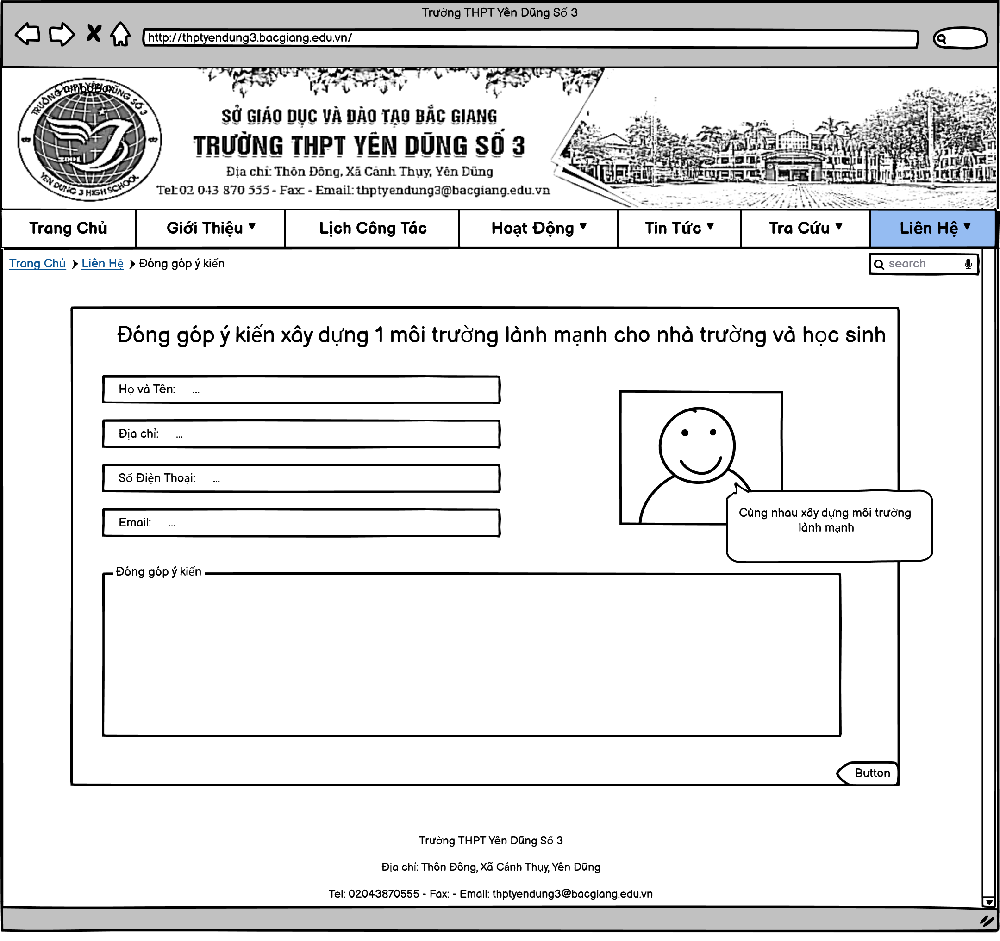 Trường THPT Yên Dũng Số 3
http://thptyendung3.bacgiang.edu.vn/
ComboBox
TRƯỜNG THPT YÊN DŨNG SỐ 3
2001
YEN DUNG 3 HIGH SCHOOL
SỞ GIÁO DỤC VÀ ĐÀO TẠO BẮC GIANG
TRƯỜNG THPT YÊN DŨNG SỐ 3
Địa chỉ: Thôn Đông, Xã Cảnh Thụy, Yên Dũng
Tel: 02 043 870 555 - Fax: - Email: thptyendung3@bacgiang.edu.vn
Trang Chủ Giới Thiệu Lịch Công Tác Hoạt Động Tin Tức Tra Cứu Liên Hệ
Trang Chủ Liên Hệ Đóng góp ý kiến search
Đóng góp ý kiến xây dựng 1 môi trường lành mạnh cho nhà trường và học sinh
Họ và Tên: ...
Địa chỉ: ...
Số Điện Thoại: ...
Email: ...
Cùng nhau xây dựng môi trường
lành mạnh
Đóng góp ý kiến
Button
Trường THPT Yên Dũng Số 3
Địa chỉ: Thôn Đông, Xã Cảnh Thụy, Yên Dũng
Tel: 02043870555 - Fax: - Email: thptyendung3@bacgiang.edu.vn